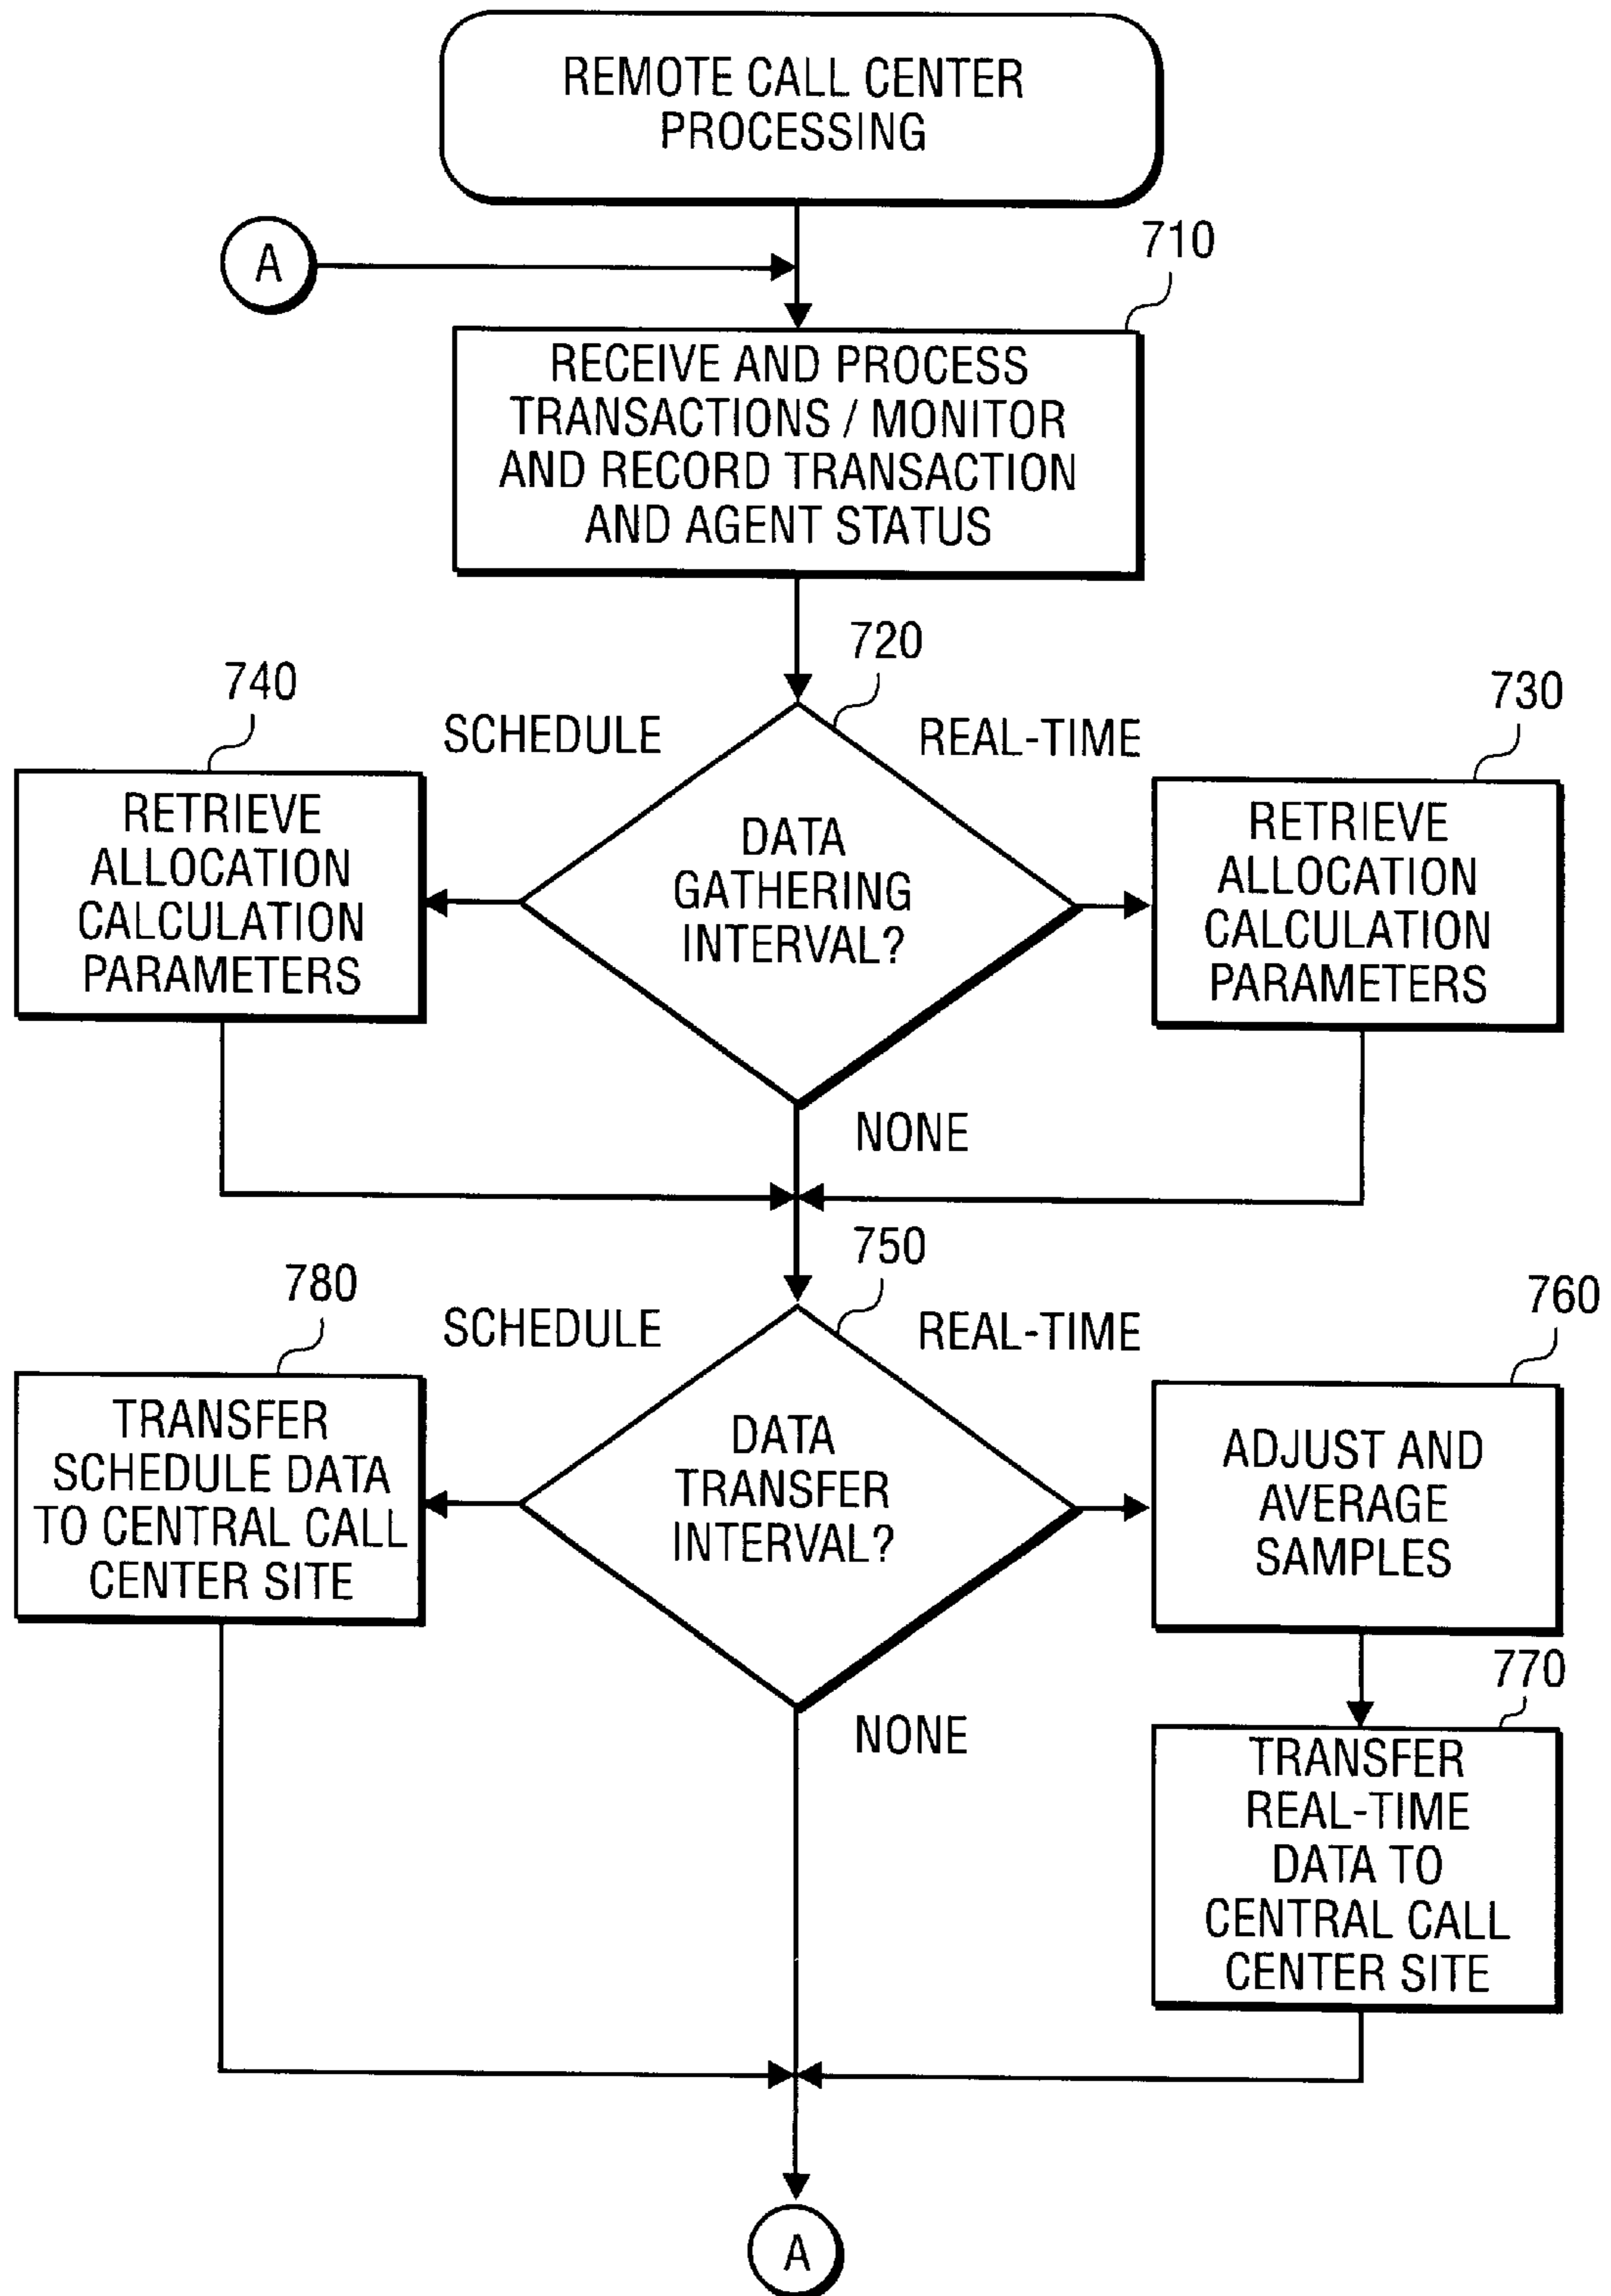 REMOTE CALL CENTER
PROCESSING
A
710
RECEIVE AND PROCESS
TRANSACTIONS / MONITOR
AND RECORD TRANSACTION
AND AGENT STATUS
720
740
SCHEDULE
REAL-TIME
730
RETRIEVE
ALLOCATION
CALCULATION
PARAMETERS
DATA
GATHERING
INTERVAL?
RETRIEVE
ALLOCATION
CALCULATION
PARAMETERS
NONE
750
780
SCHEDULE
REAL-TIME
760
TRANSFER
SCHEDULE DATA
TO CENTRAL CALL
CENTER SITE
DATA
TRANSFER
INTERVAL?
ADJUST AND
AVERAGE
SAMPLES
770
NONE
TRANSFER
REAL-TIME
DATA TO
CENTRAL CALL
CENTER SITE
A